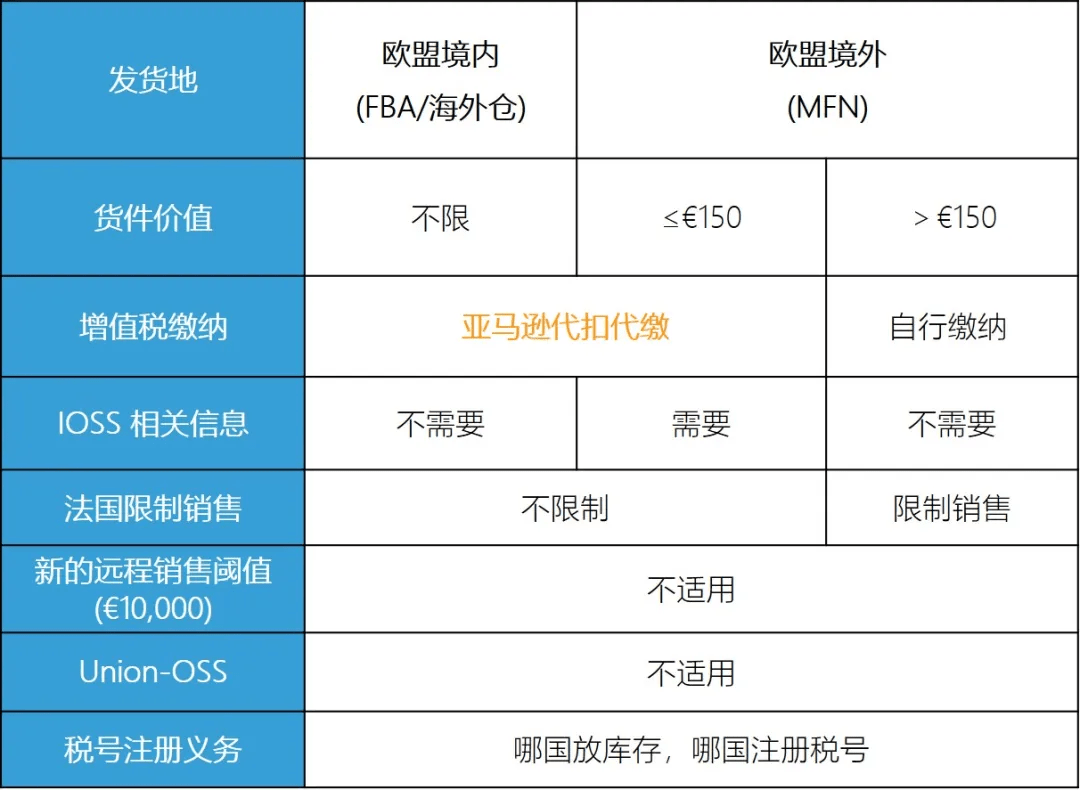 发货地
欧盟境内
(FBA/海外仓)
欧盟境外
(MFN)
货件价值
不限
≤€150
> €150
增值税缴纳
亚马逊代扣代缴
自行缴纳
IOSS 相关信息
不需要
需要
不需要
法国限制销售
不限制
限制销售
新的远程销售阈值
(€10,000)
不适用
Union-OSS
不适用
税号注册义务
哪国放库存，哪国注册税号